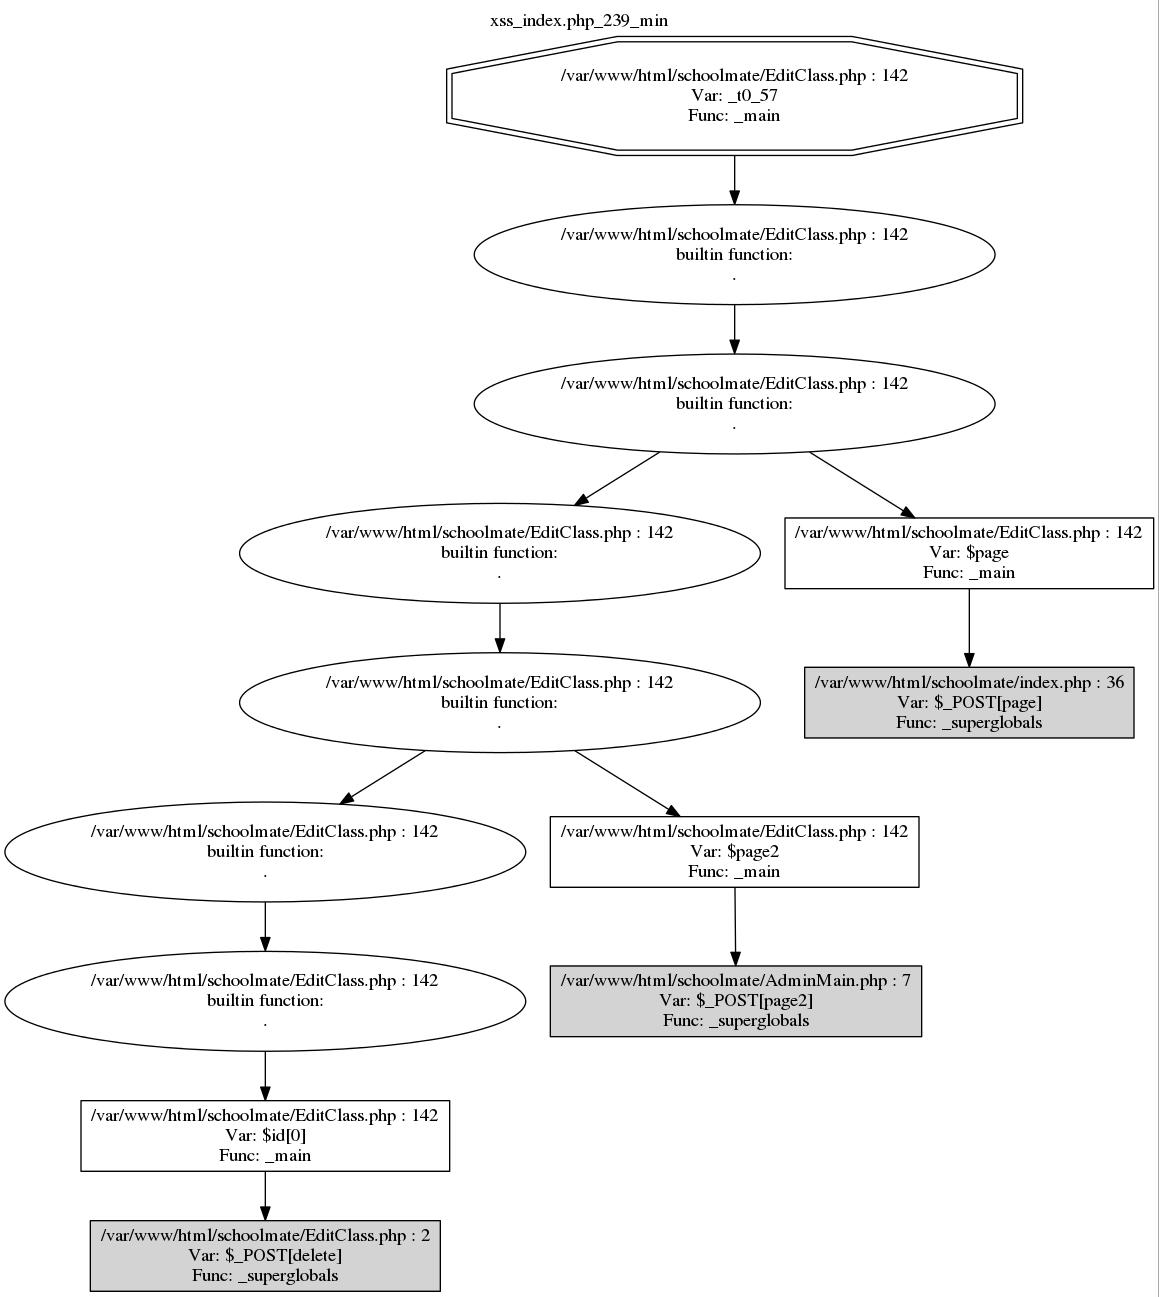 xss_index.php_239_min
/var/www/html/schoolmate/EditClass.php : 142
Var: _t0_57
Func: _main
/var/www/html/schoolmate/EditClass.php : 142
builtin function:
.
/var/www/html/schoolmate/EditClass.php : 142
builtin function:
.
/var/www/html/schoolmate/EditClass.php : 142
builtin function:
.
/var/www/html/schoolmate/EditClass.php : 142
Var: $page
Func: _main
/var/www/html/schoolmate/EditClass.php : 142
builtin function:
.
/var/www/html/schoolmate/index.php : 36
Var: $_POST[page]
Func: _superglobals
/var/www/html/schoolmate/EditClass.php : 142
builtin function:
.
/var/www/html/schoolmate/EditClass.php : 142
Var: $page2
Func: _main
/var/www/html/schoolmate/EditClass.php : 142
builtin function:
.
/var/www/html/schoolmate/AdminMain.php : 7
Var: $_POST[page2]
Func: _superglobals
/var/www/html/schoolmate/EditClass.php : 142
Var: $id[0]
Func: _main
/var/www/html/schoolmate/EditClass.php : 2
Var: $_POST[delete]
Func: _superglobals